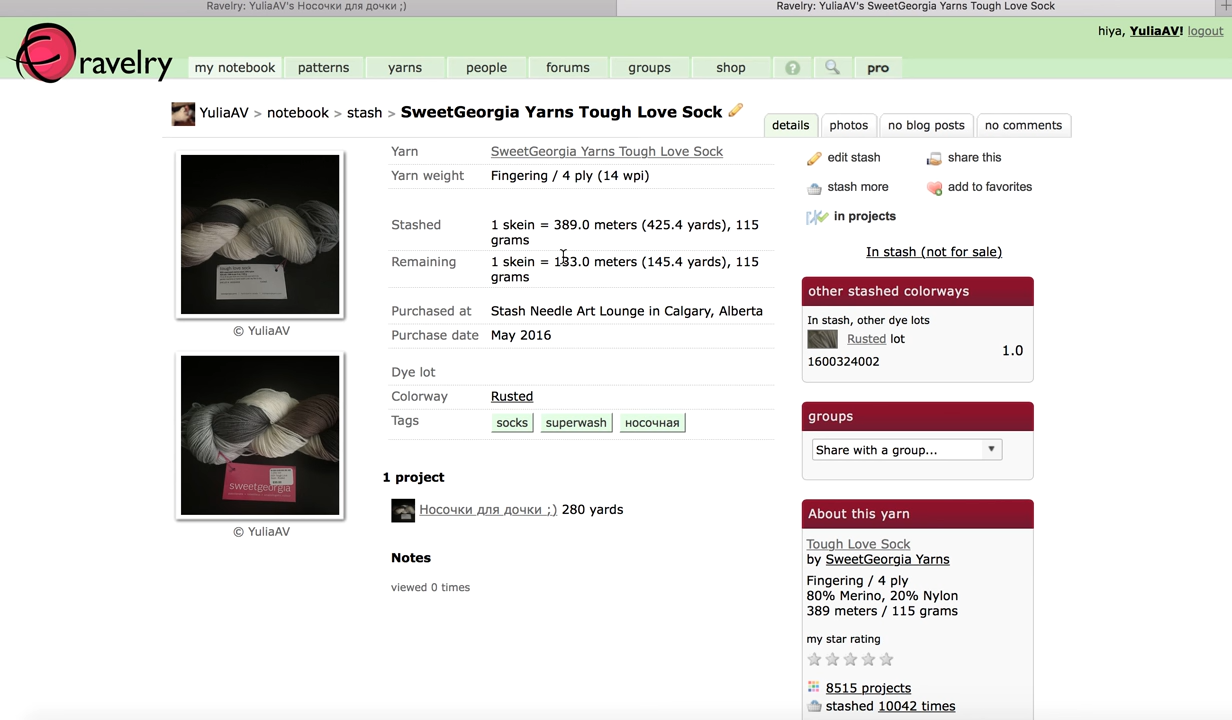 Ravelry: YuliaAV's Носочки для дочки ;)
Ravelry: YuliaAV's SweetGeorgia Yarns Tough Love Sock
hiya, YuliaAV! logout
ravelry
my notebook patterns yarns people forums groups shop ? pro
YuliaAV > notebook > stash > SweetGeorgia Yarns Tough Love Sock
details photos no blog posts no comments
Yarn SweetGeorgia Yarns Tough Love Sock
Yarn weight Fingering / 4 ply (14 wpi)
Stashed 1 skein = 389.0 meters (425.4 yards), 115
grams
Remaining 1 skein = 133.0 meters (145.4 yards), 115
grams
Purchased at Stash Needle Art Lounge in Calgary, Alberta
Purchase date May 2016
Dye lot
Colorway Rusted
Tags socks superwash носочная
1 project
Носочки для дочки ;) 280 yards
Notes
viewed 0 times
tough love sock
© YuliaAV
sweetgeorgia
© YuliaAV
edit stash share this
stash more add to favorites
in projects
In stash (not for sale)
other stashed colorways
In stash, other dye lots
Rusted lot
1600324002
1.0
groups
Share with a group...
About this yarn
Tough Love Sock
by SweetGeorgia Yarns
Fingering / 4 ply
80% Merino, 20% Nylon
389 meters / 115 grams
my star rating
8515 projects
stashed 10042 times